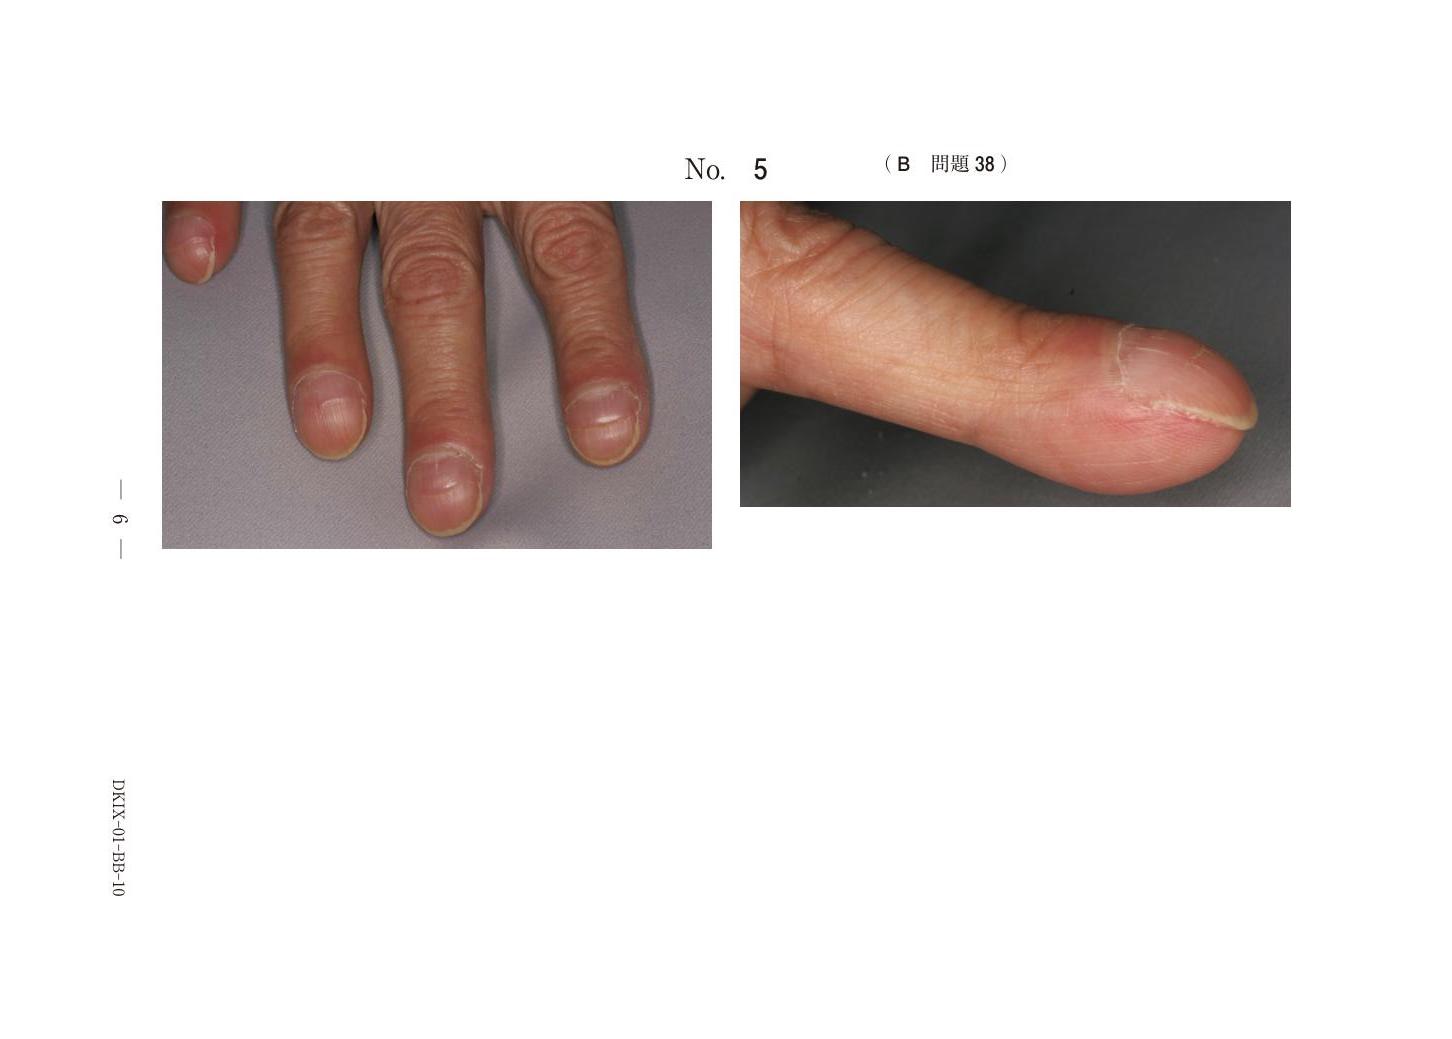 No. 5
（B　問題 38）
— 6 —
DKIX-01-BB-10